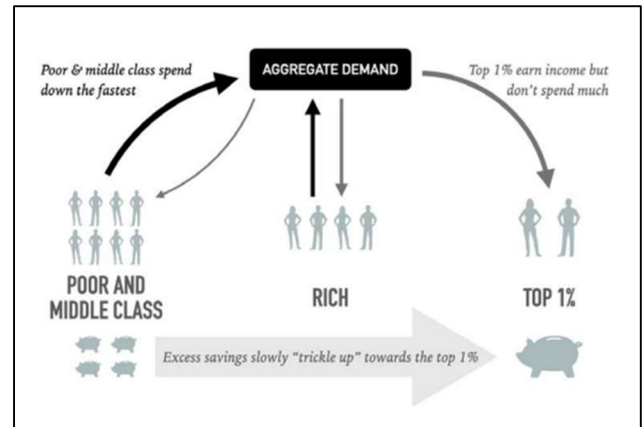 Poor & middle class spend
down the fastest
AGGREGATE DEMAND
Top 1% earn income but
don't spend much
POOR AND
MIDDLE CLASS
RICH
TOP 1%
Excess savings slowly “trickle up” towards the top 1%